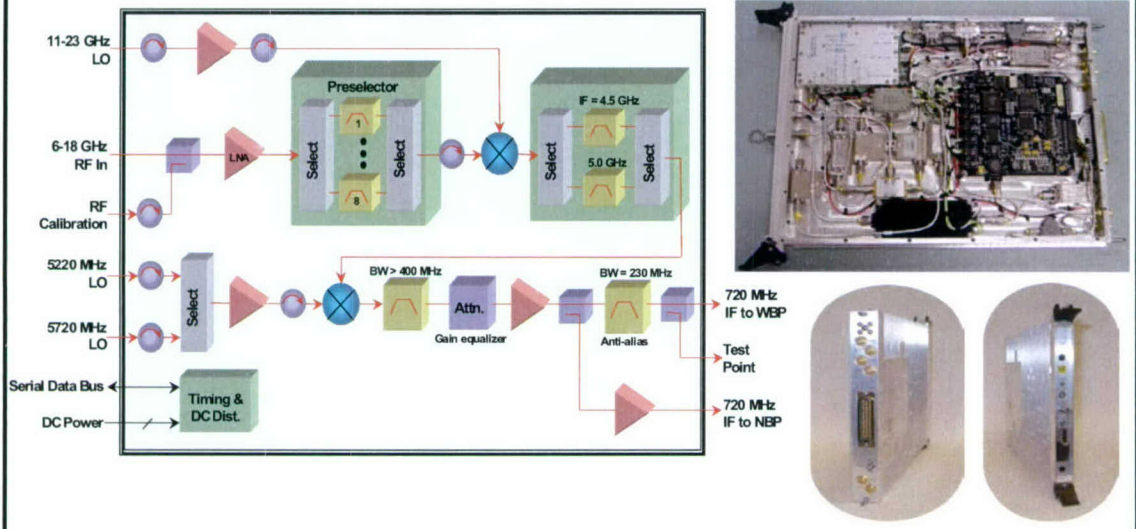 11-23 GHz
LO
Preselector
1
IF = 4.5 GHz
6-18 GHz
RF In
LNA
Select
Select
Select
5.0 GHz
Select
8
RF
Calibration
5220 MHz
LO
BW > 400 MHz
BW = 230 MHz
Select
Attn.
720 MHz
IF to WBP
5720 MHz
LO
Gain equalizer
Anti-alias
Test
Point
Serial Data Bus
Timing &
DC Dist.
DC Power
720 MHz
IF to NBP